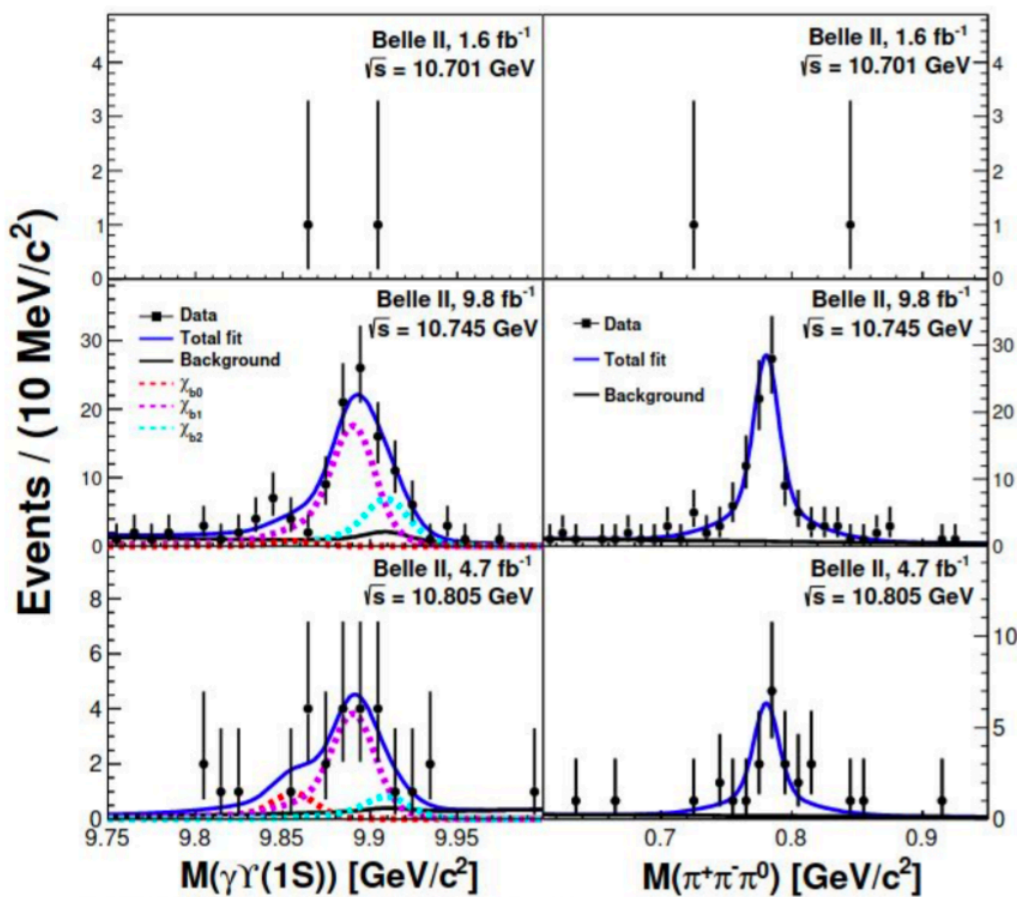 Events / (10 MeV/c²)
Belle II, 1.6 fb⁻¹
√s = 10.701 GeV
4
3
2
1
0
Belle II, 1.6 fb⁻¹
√s = 10.701 GeV
4
3
2
1
0
Belle II, 9.8 fb⁻¹
√s = 10.745 GeV
Data
Total fit
Background
χb0
χb1
χb2
30
20
10
0
Belle II, 9.8 fb⁻¹
√s = 10.745 GeV
Data
Total fit
Background
30
20
10
0
Belle II, 4.7 fb⁻¹
√s = 10.805 GeV
8
6
4
2
0
9.75 9.8 9.85 9.9 9.95
M(γΥ(1S)) [GeV/c²]
Belle II, 4.7 fb⁻¹
√s = 10.805 GeV
10
5
0
0.7 0.8 0.9
M(π⁺π⁻π⁰) [GeV/c²]